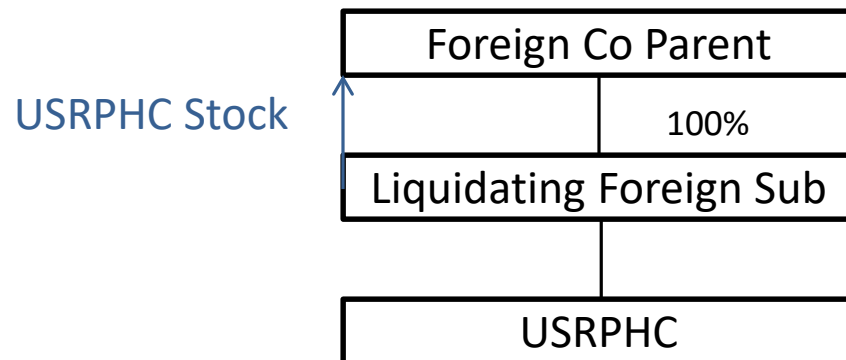 Foreign Co Parent
USRPHC Stock
100%
Liquidating Foreign Sub
USRPHC